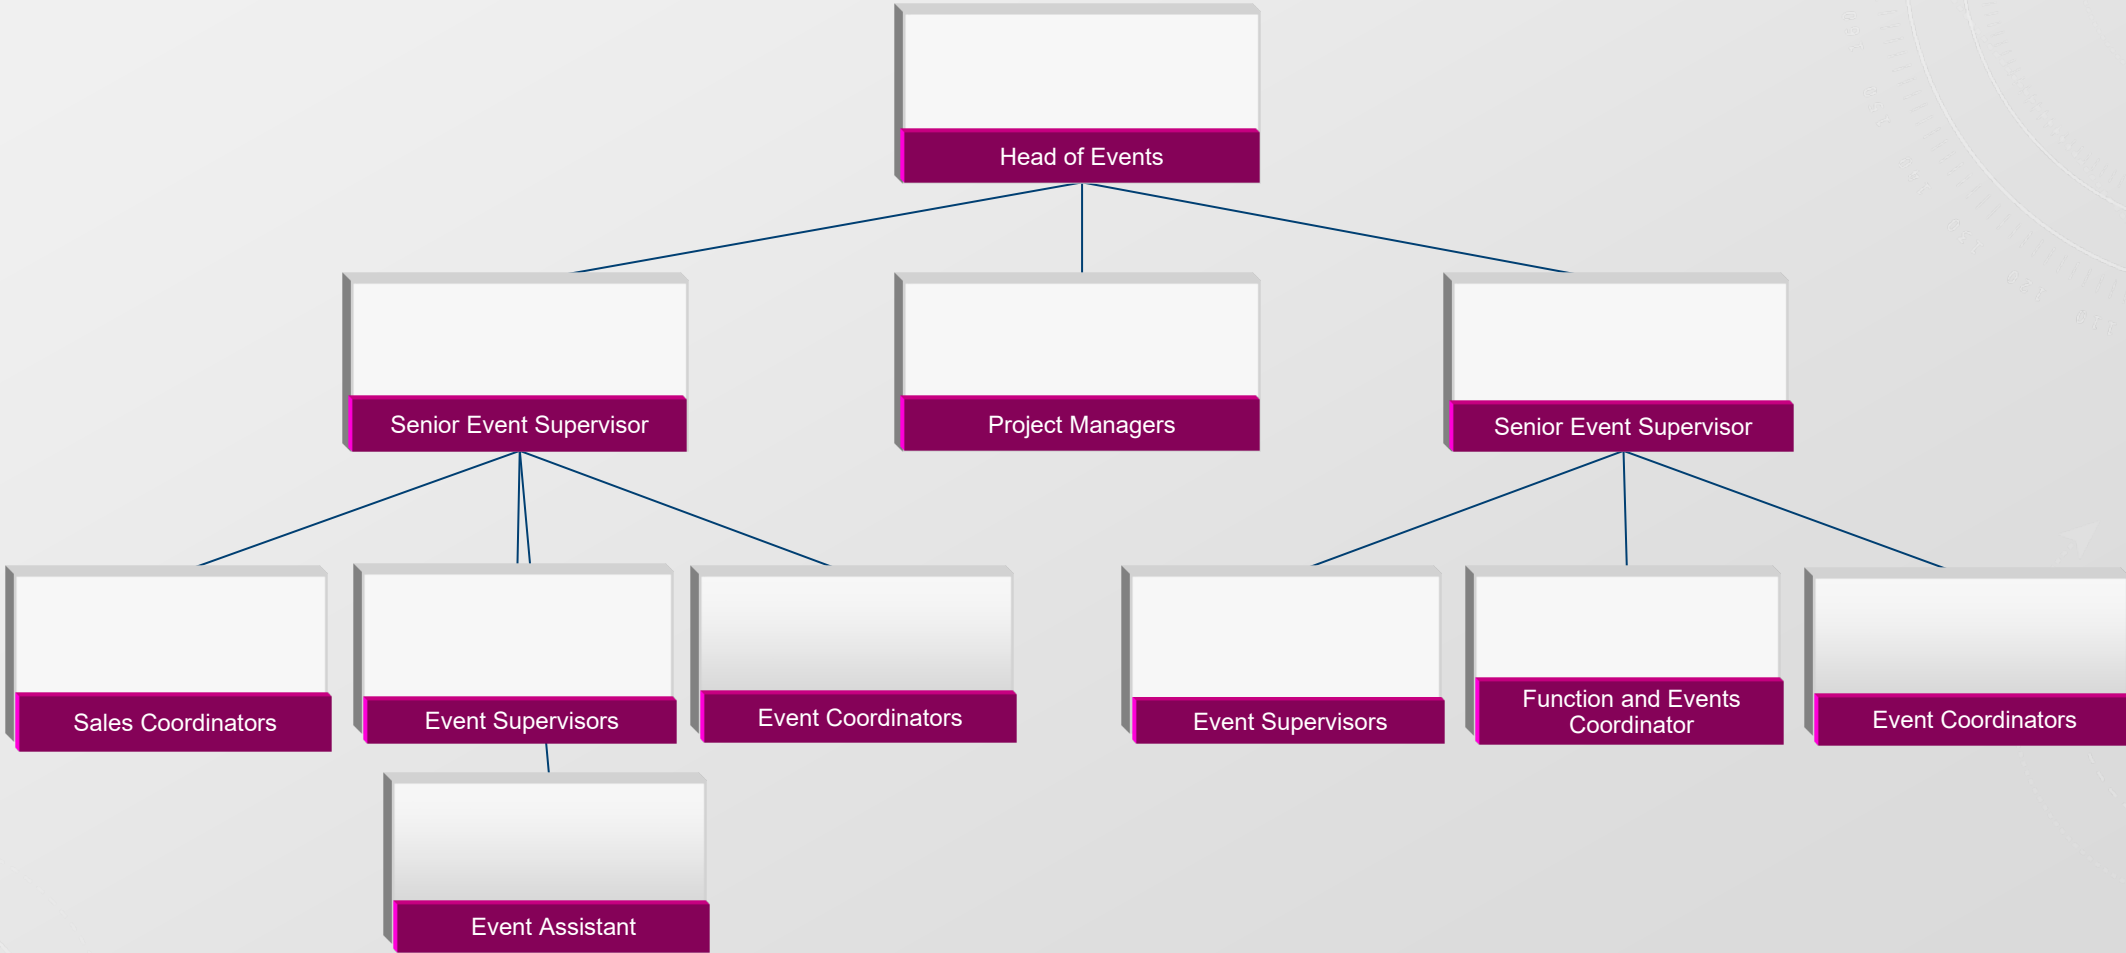 Head of Events
Senior Event Supervisor
Project Managers
Senior Event Supervisor
Sales Coordinators
Event Supervisors
Event Coordinators
Event Supervisors
Function and Events
Coordinator
Event Coordinators
Event Assistant